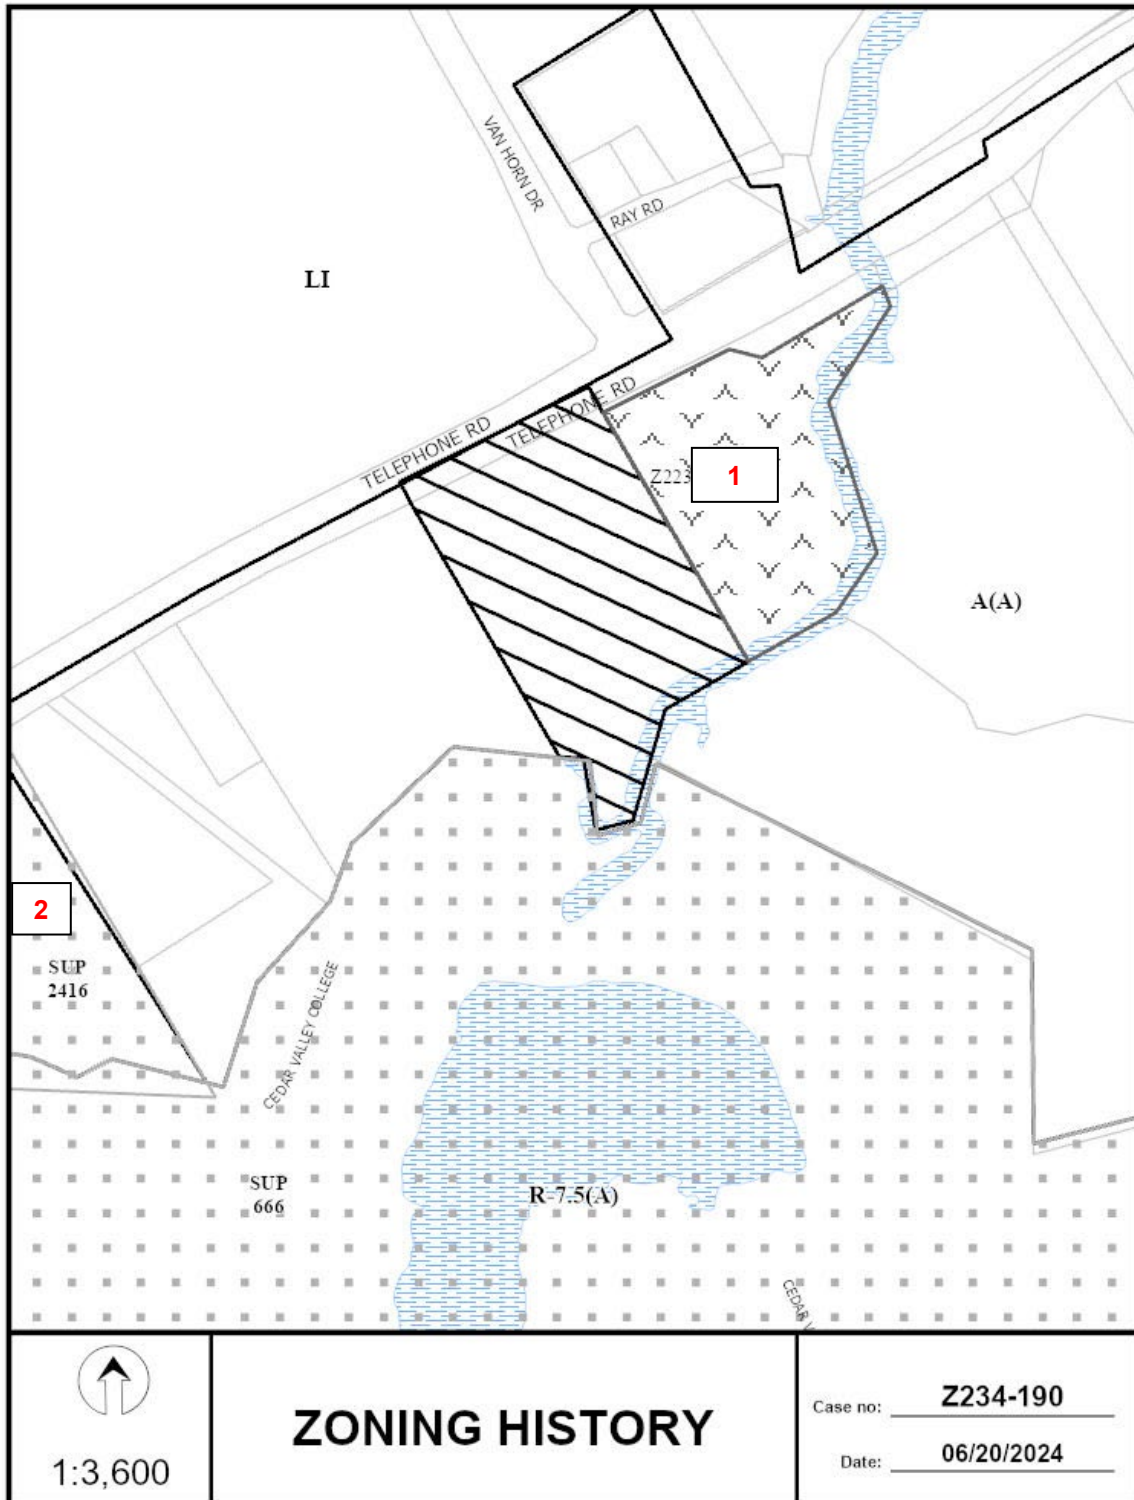 VAN HORN DR
RAY RD
LI
TELEPHONE RD
TELEPHONE RD
Z223
1
A(A)
2
SUP
2416
CEDAR VALLEY COLLEGE
SUP
666
R-7.5(A)
CEDAR
1:3,600
ZONING HISTORY
Case no: Z234-190
Date: 06/20/2024